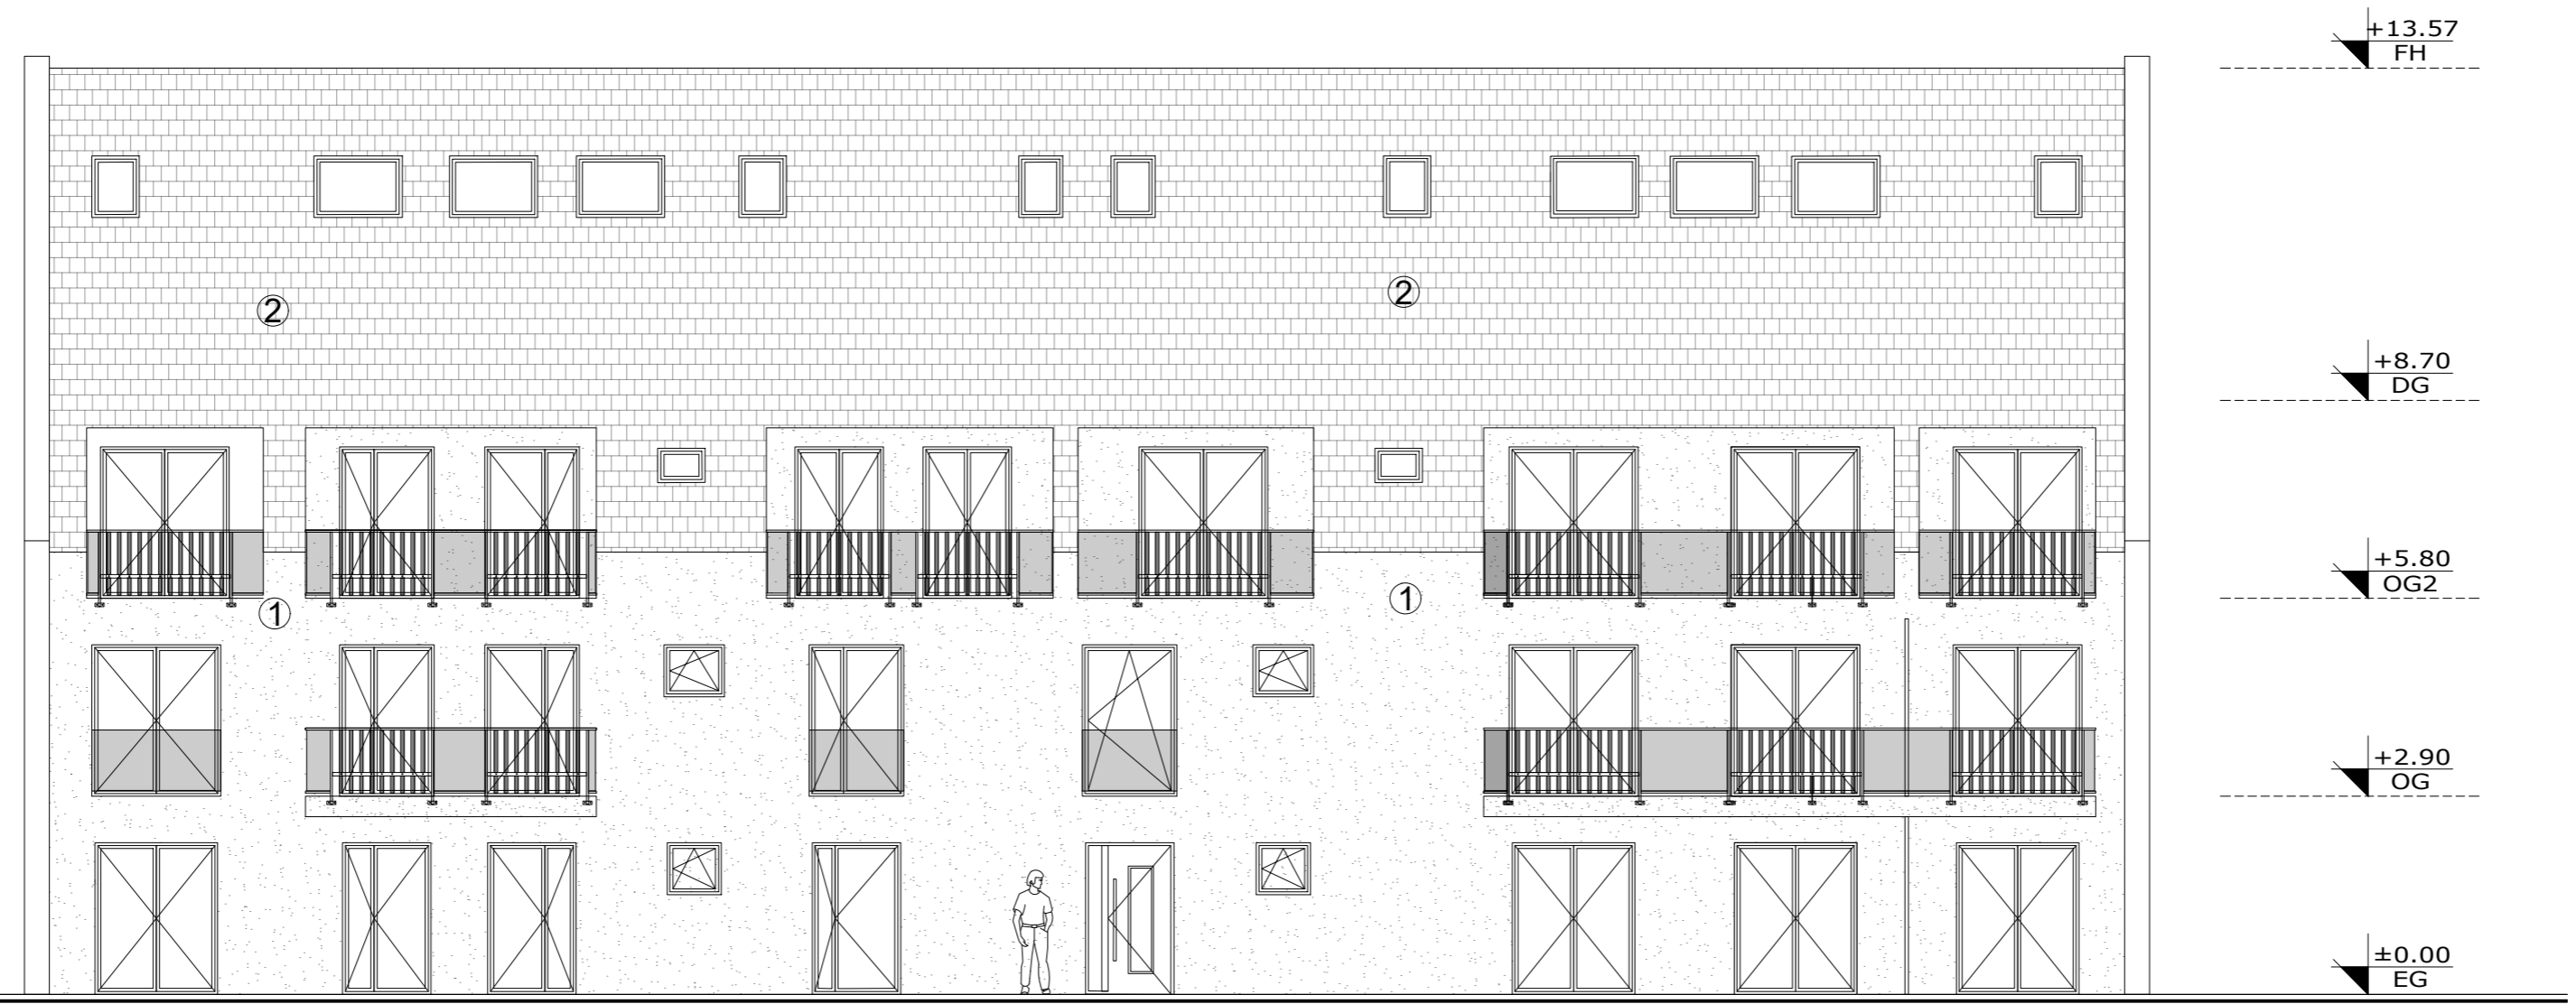 +13.57
FH
2
2
+8.70
DG
+5.80
OG2
1
1
+2.90
OG
±0.00
EG